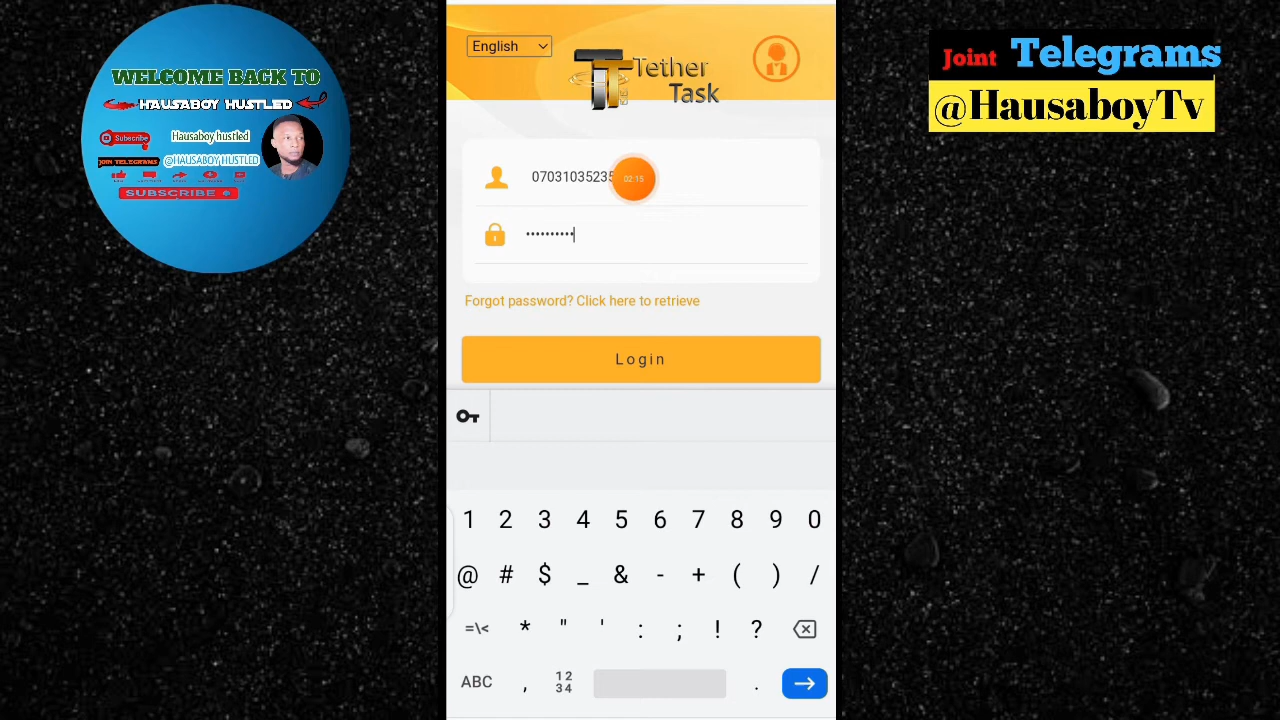 WELCOME BACK TO
HAUSABOY HUSTLED
Subscribe
Hausaboy hustled
JOIN TELEGRAMS
@HAUSABOY HUSTLED
SUBSCRIBE
English
Tether
Task
07031035235
02:15
••••••••••
Forgot password? Click here to retrieve
Login
1 2 3 4 5 6 7 8 9 0
@ # $ _ & - + ( ) /
=\< * " ' : ; ! ?
ABC , 12 34 .
Joint Telegrams
@HausaboyTv